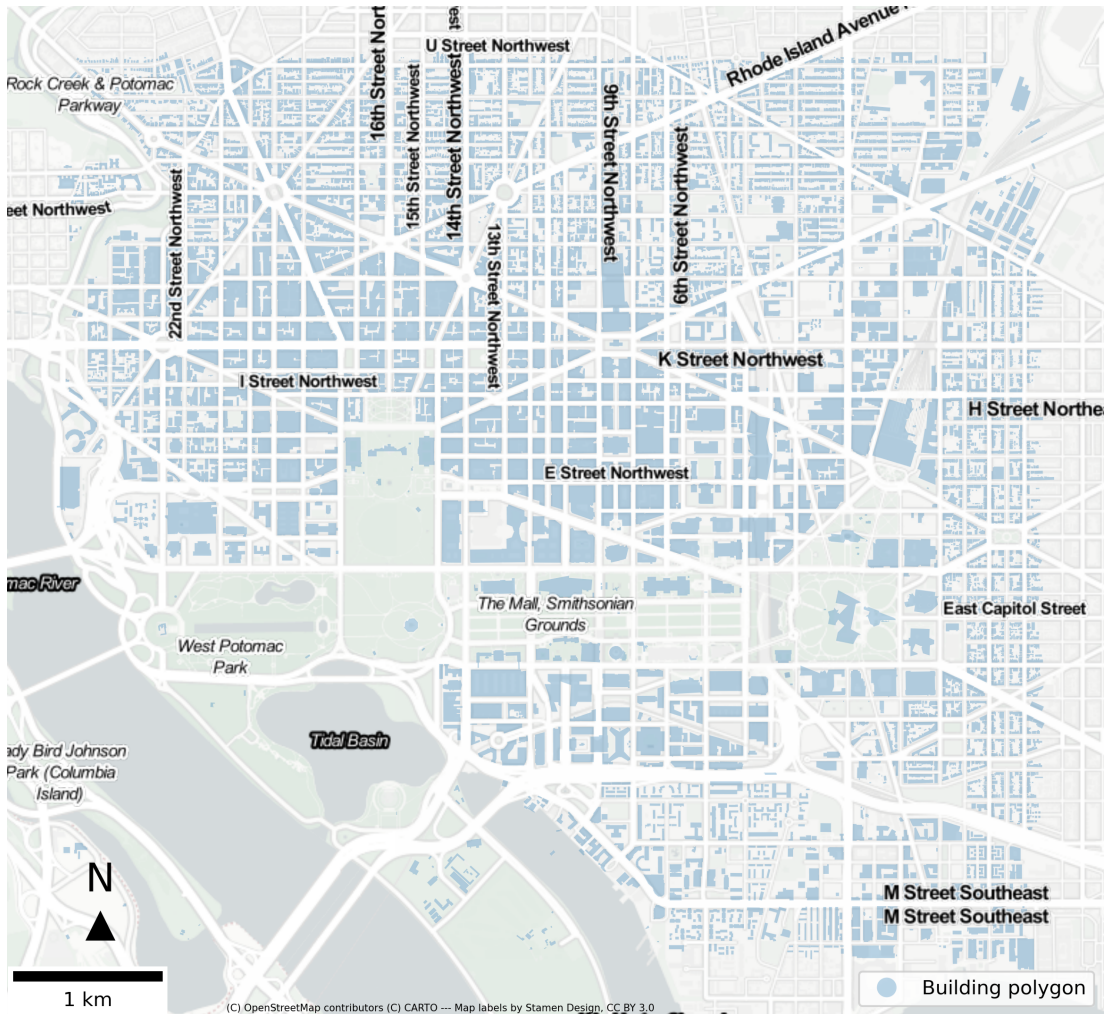 16th Street Nort
est
U Street Northwest
Rhode Island Avenue
Rock Creek & Potomac
Parkway
15th Street Northwest
14th Street Northwest
9th Street Northwest
6th Street Northwest
eet Northwest
22nd Street Northwest
13th Street Northwest
K Street Northwest
I Street Northwest
H Street Northea
E Street Northwest
mac River
The Mall, Smithsonian
Grounds
East Capitol Street
West Potomac
Park
Tidal Basin
ady Bird Johnson
Park (Columbia
Island)
N
M Street Southeast
M Street Southeast
1 km
Building polygon
(C) OpenStreetMap contributors (C) CARTO --- Map labels by Stamen Design, CC BY 3.0